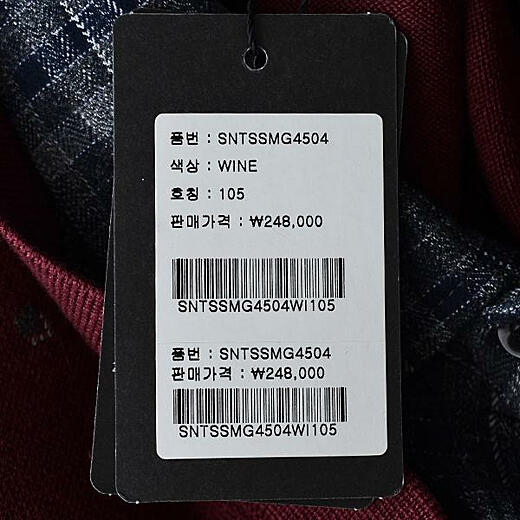 품번 : SNTSSMG4504
색상 : WINE
호칭 : 105
판매가격 : ₩248,000
SNTSSMG4504WI105
품번 : SNTSSMG4504
판매가격 : ₩248,000
SNTSSMG4504WI105